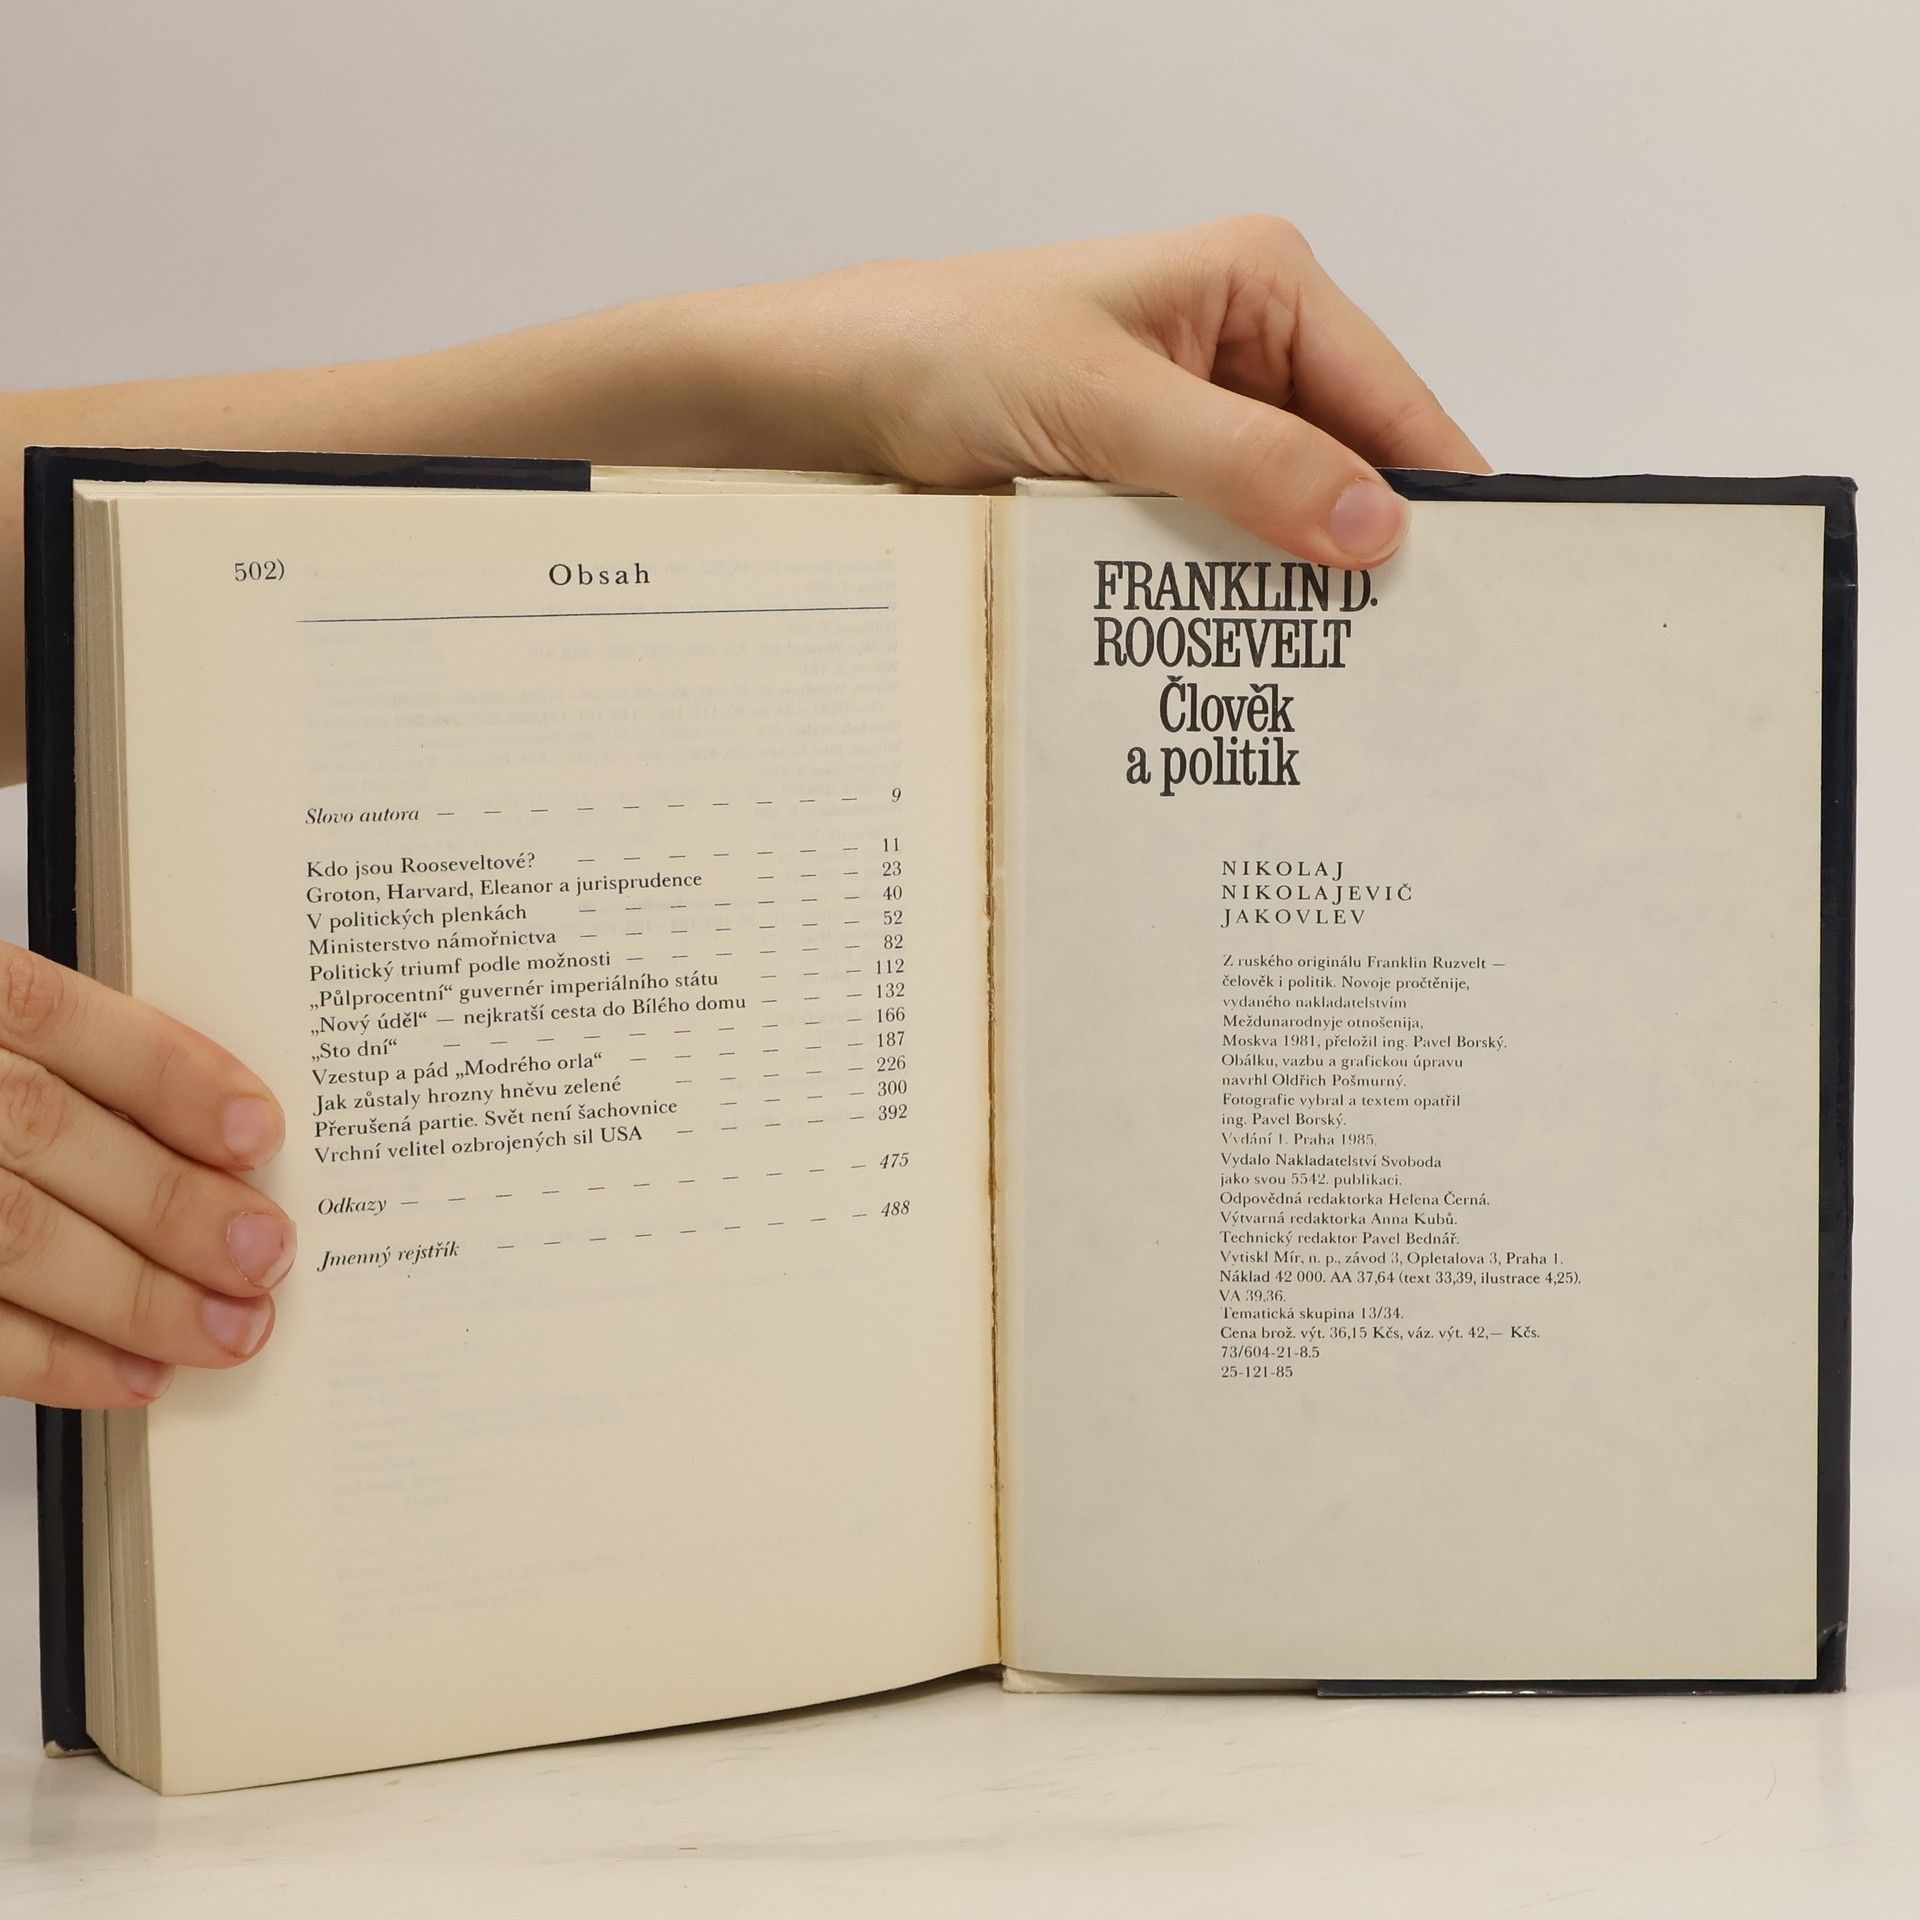 502)
Obsah
Slovo autora — — — — — — — — — — 9
Kdo jsou Rooseveltové? — — — — — — — 11
Groton, Harvard, Eleanor a jurisprudence — — — 23
V politických plenkách — — — — — — — 40
Ministerstvo námořnictva — — — — — — — 52
Politický triumf podle možnosti — — — — — — 82
„Půlprocentní“ guvernér imperiálního státu — — — 112
„Nový úděl“ — nejkratší cesta do Bílého domu — — — 132
„Sto dní“ — — — — — — — — — — 166
Vzestup a pád „Modrého orla“ — — — — — — 187
Jak zůstaly hrozny hněvu zelené — — — — — 226
Přerušená partie. Svět není šachovnice — — — — 300
Vrchní velitel ozbrojených sil USA — — — — — 392
Odkazy — — — — — — — — — — — 475
Jmenný rejstřík — — — — — — — — — 488
FRANKLIN D.
ROOSEVELT
Člověk
a politik
NIKOLAJ
NIKOLAJEVIČ
JAKOVLEV
Z ruského originálu Franklin Ruzvelt —
čelověk i politik. Novoje pročtěnije,
vydaného nakladatelstvím
Meždunarodnyje otnošenija,
Moskva 1981, přeložil ing. Pavel Borský.
Obálku, vazbu a grafickou úpravu
navrhl Oldřich Pošmurný.
Fotografie vybral a textem opatřil
ing. Pavel Borský.
Vydání 1. Praha 1985.
Vydalo Nakladatelství Svoboda
jako svou 5542. publikaci.
Odpovědná redaktorka Helena Černá.
Výtvarná redaktorka Anna Kubů.
Technický redaktor Pavel Bednář.
Vytiskl Mír, n. p., závod 3, Opletalova 3, Praha 1.
Náklad 42 000. AA 37,64 (text 33,39, ilustrace 4,25).
VA 39,36.
Tematická skupina 13/34.
Cena brož. výt. 36,15 Kčs, váz. výt. 42,— Kčs.
73/604-21-8.5
25-121-85